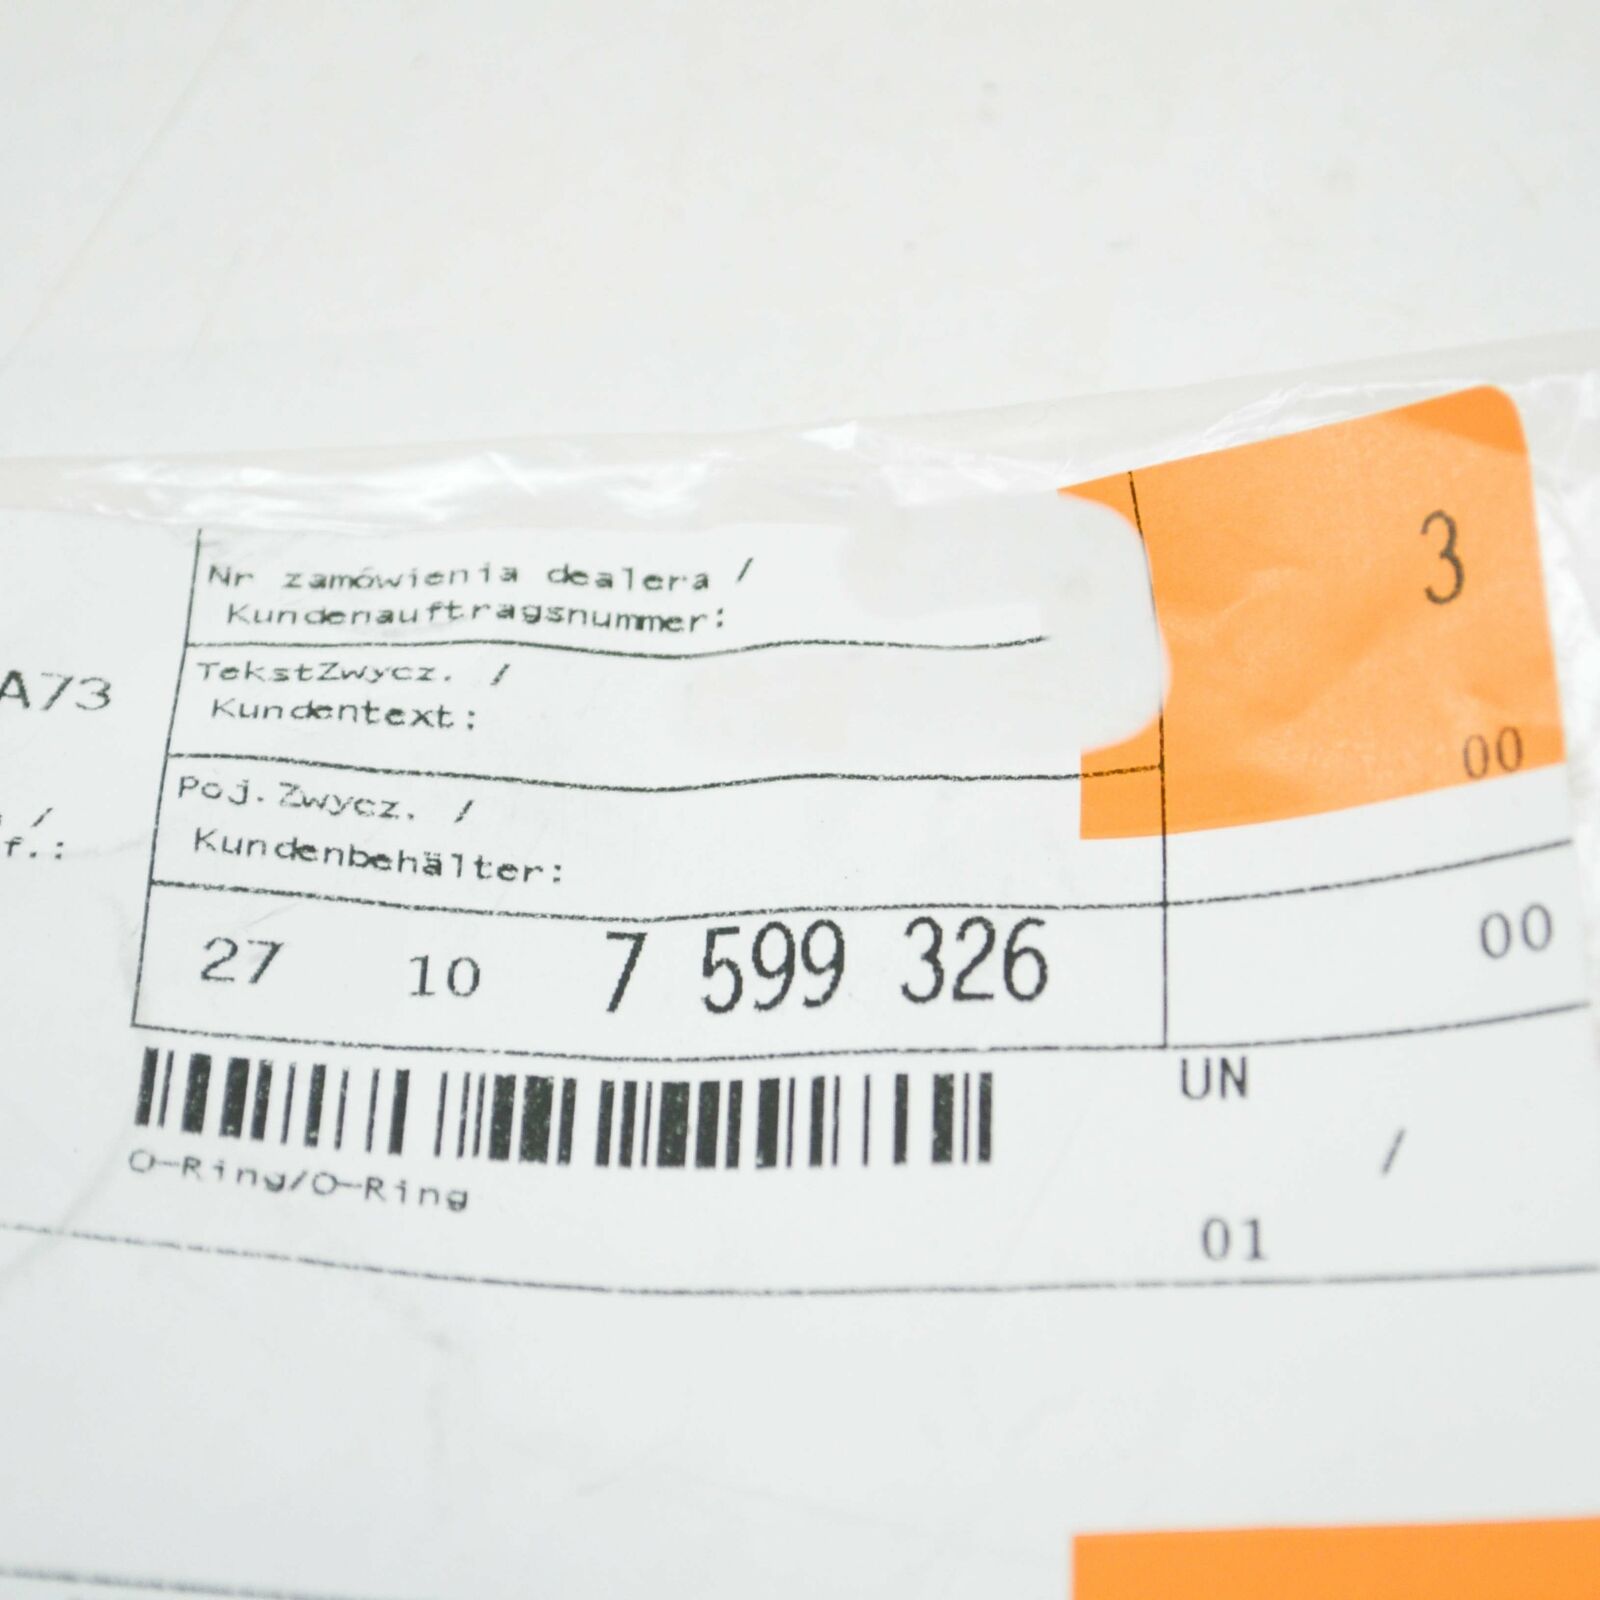 Nr zamówienia dealera /
Kundenauftragsnummer:
3
A73
TekstZwycz. /
Kundentext:
00
/
f.:
Poj.Zwycz. /
Kundenbehälter:
27 10 7 599 326 00
UN
/
O-Ring/O-Ring
01